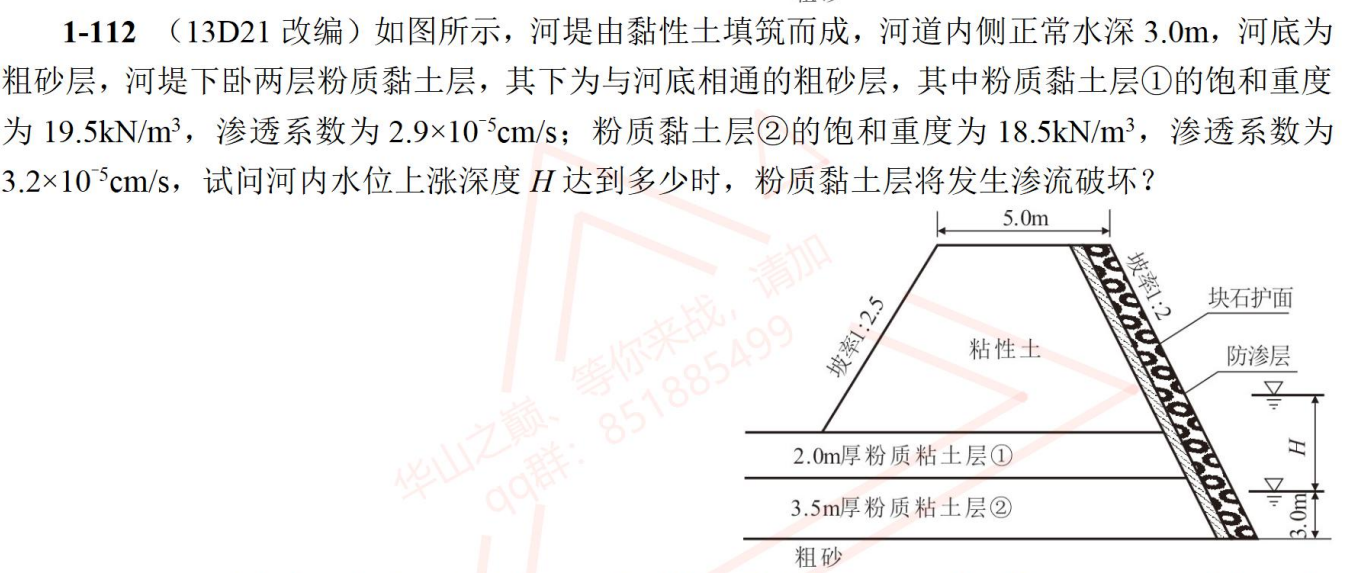 1-112 （13D21 改编）如图所示，河堤由黏性土填筑而成，河道内侧正常水深 3.0m，河底为
粗砂层，河堤下卧两层粉质黏土层，其下为与河底相通的粗砂层，其中粉质黏土层①的饱和重度
为 19.5kN/m³，渗透系数为 2.9×10⁻⁵cm/s；粉质黏土层②的饱和重度为 18.5kN/m³，渗透系数为
3.2×10⁻⁵cm/s，试问河内水位上涨深度 H 达到多少时，粉质黏土层将发生渗流破坏？
5.0m
坡率1:2.5
坡率1:2
块石护面
粘性土
防渗层
H
2.0m厚粉质粘土层①
3.5m厚粉质粘土层②
3.0m
粗砂
华山之巅、等你来战，请加
qq群：851885499